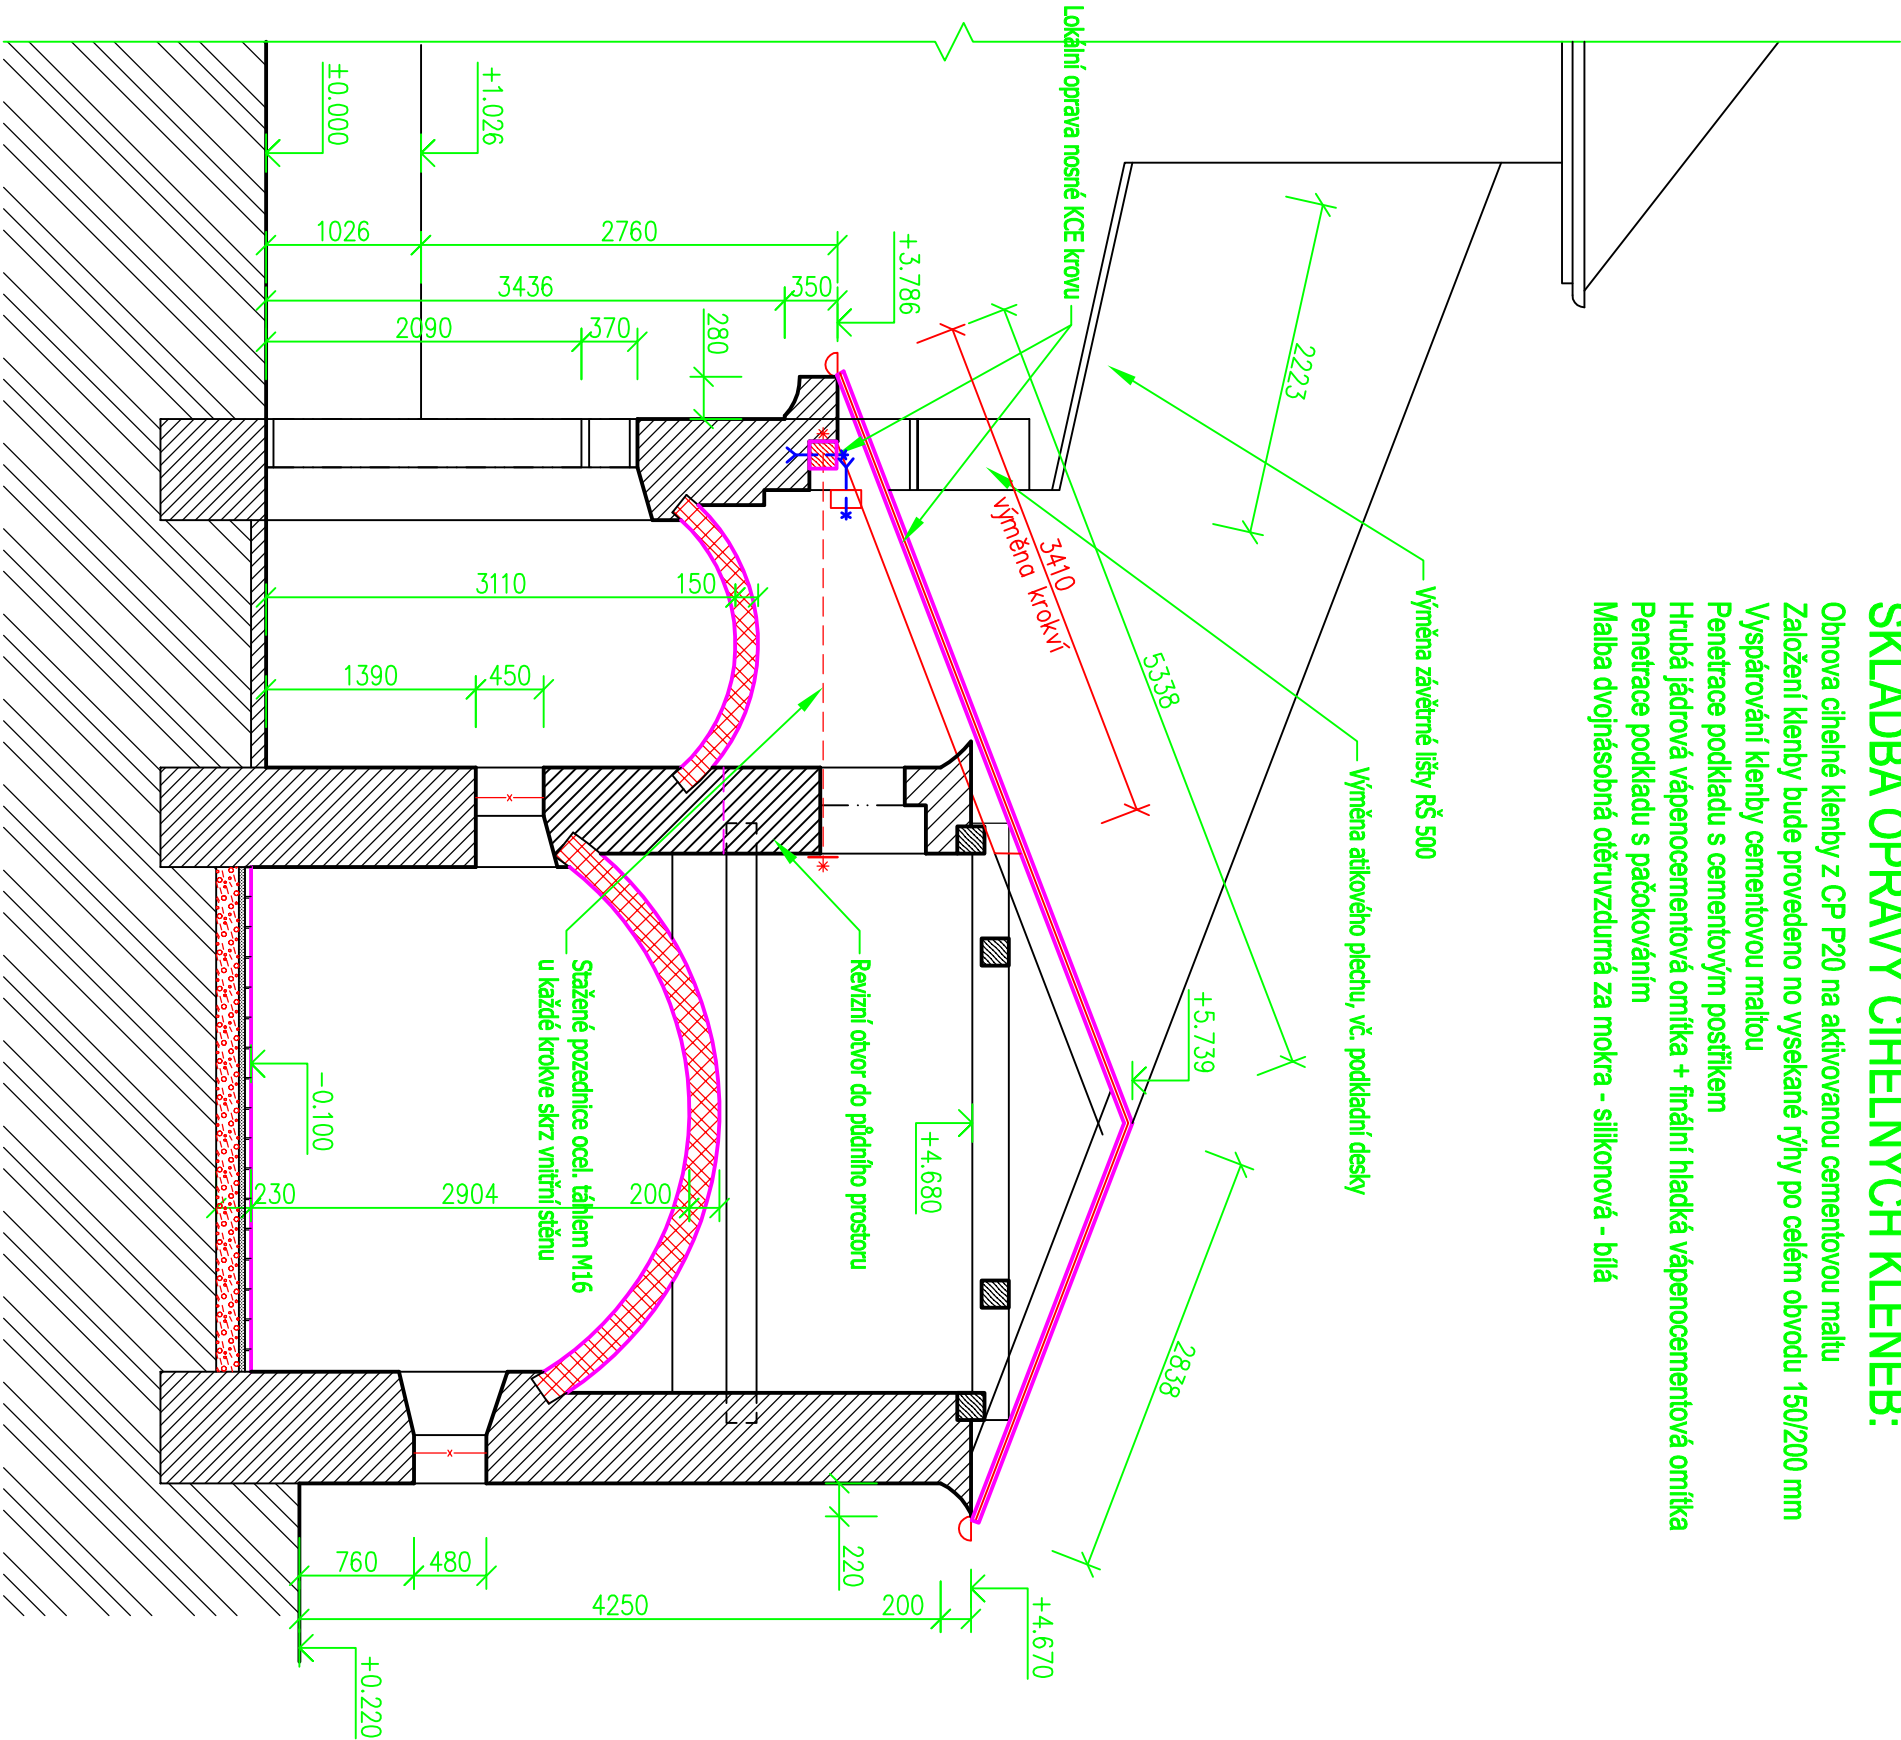 SKLADBA OPRAVY CIHELNÝCH KLENEB:
Obnova cihelné klenby z CP P20 na aktivovanou cementovou maltu
Založení klenby bude provedeno no vysekané rýhy po celém obvodu 150/200 mm
Vyspárování klenby cementovou maltou
Penetrace podkladu s cementovým postřikem
Hrubá jádrová vápenocementová omítka + finální hladká vápenocementová omítka
Penetrace podkladu s pačokováním
Malba dvojnásobná otěruvzdurná za mokra - silikonová - bílá
Výměna závětrné lišty RŠ 500
Výměna atikového plechu, vč. podkladní desky
Lokální oprava nosné KCE krovu
Revizní otvor do půdního prostoru
Stažené pozednice ocel. táhlem M16
u každé krokve skrz vnitřní stěnu
2223
5338
3410
výměna krokví
2838
+5.739
+4.680
+4.670
+3.786
+1.026
±0.000
-0.100
+0.220
1026
2760
3436
350
2090
370
280
3110
150
1390
450
230
2904
200
220
760
480
4250
200